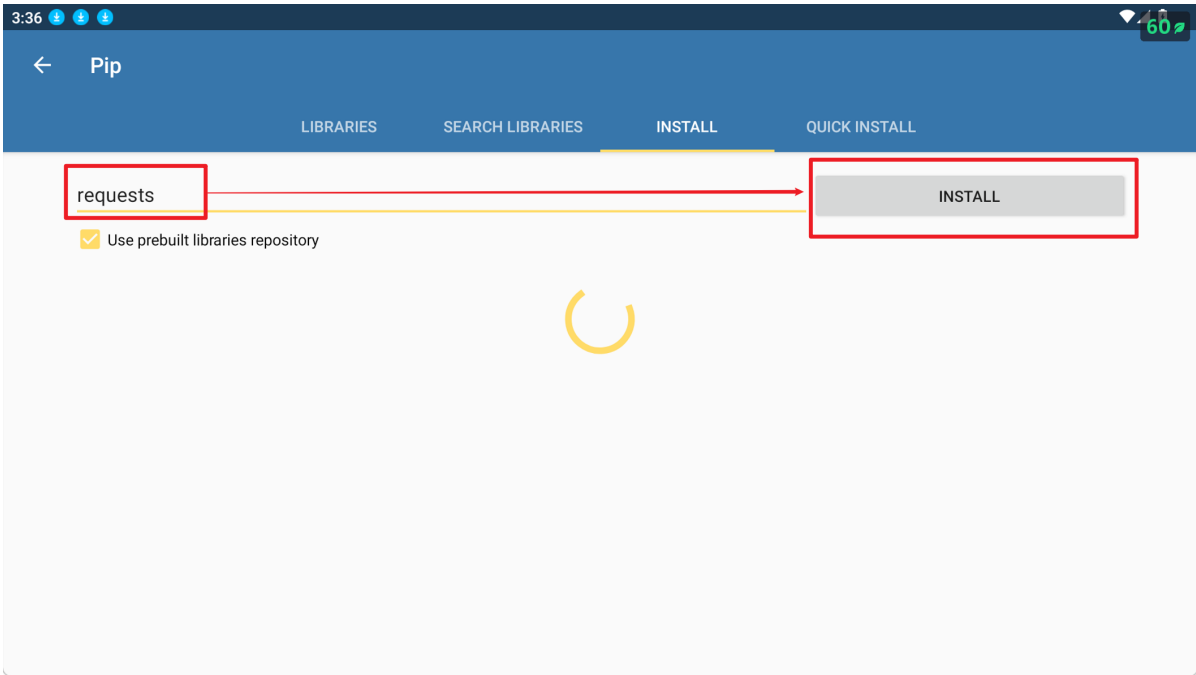 3:36
60
Pip
LIBRARIES SEARCH LIBRARIES INSTALL QUICK INSTALL
requests INSTALL
Use prebuilt libraries repository